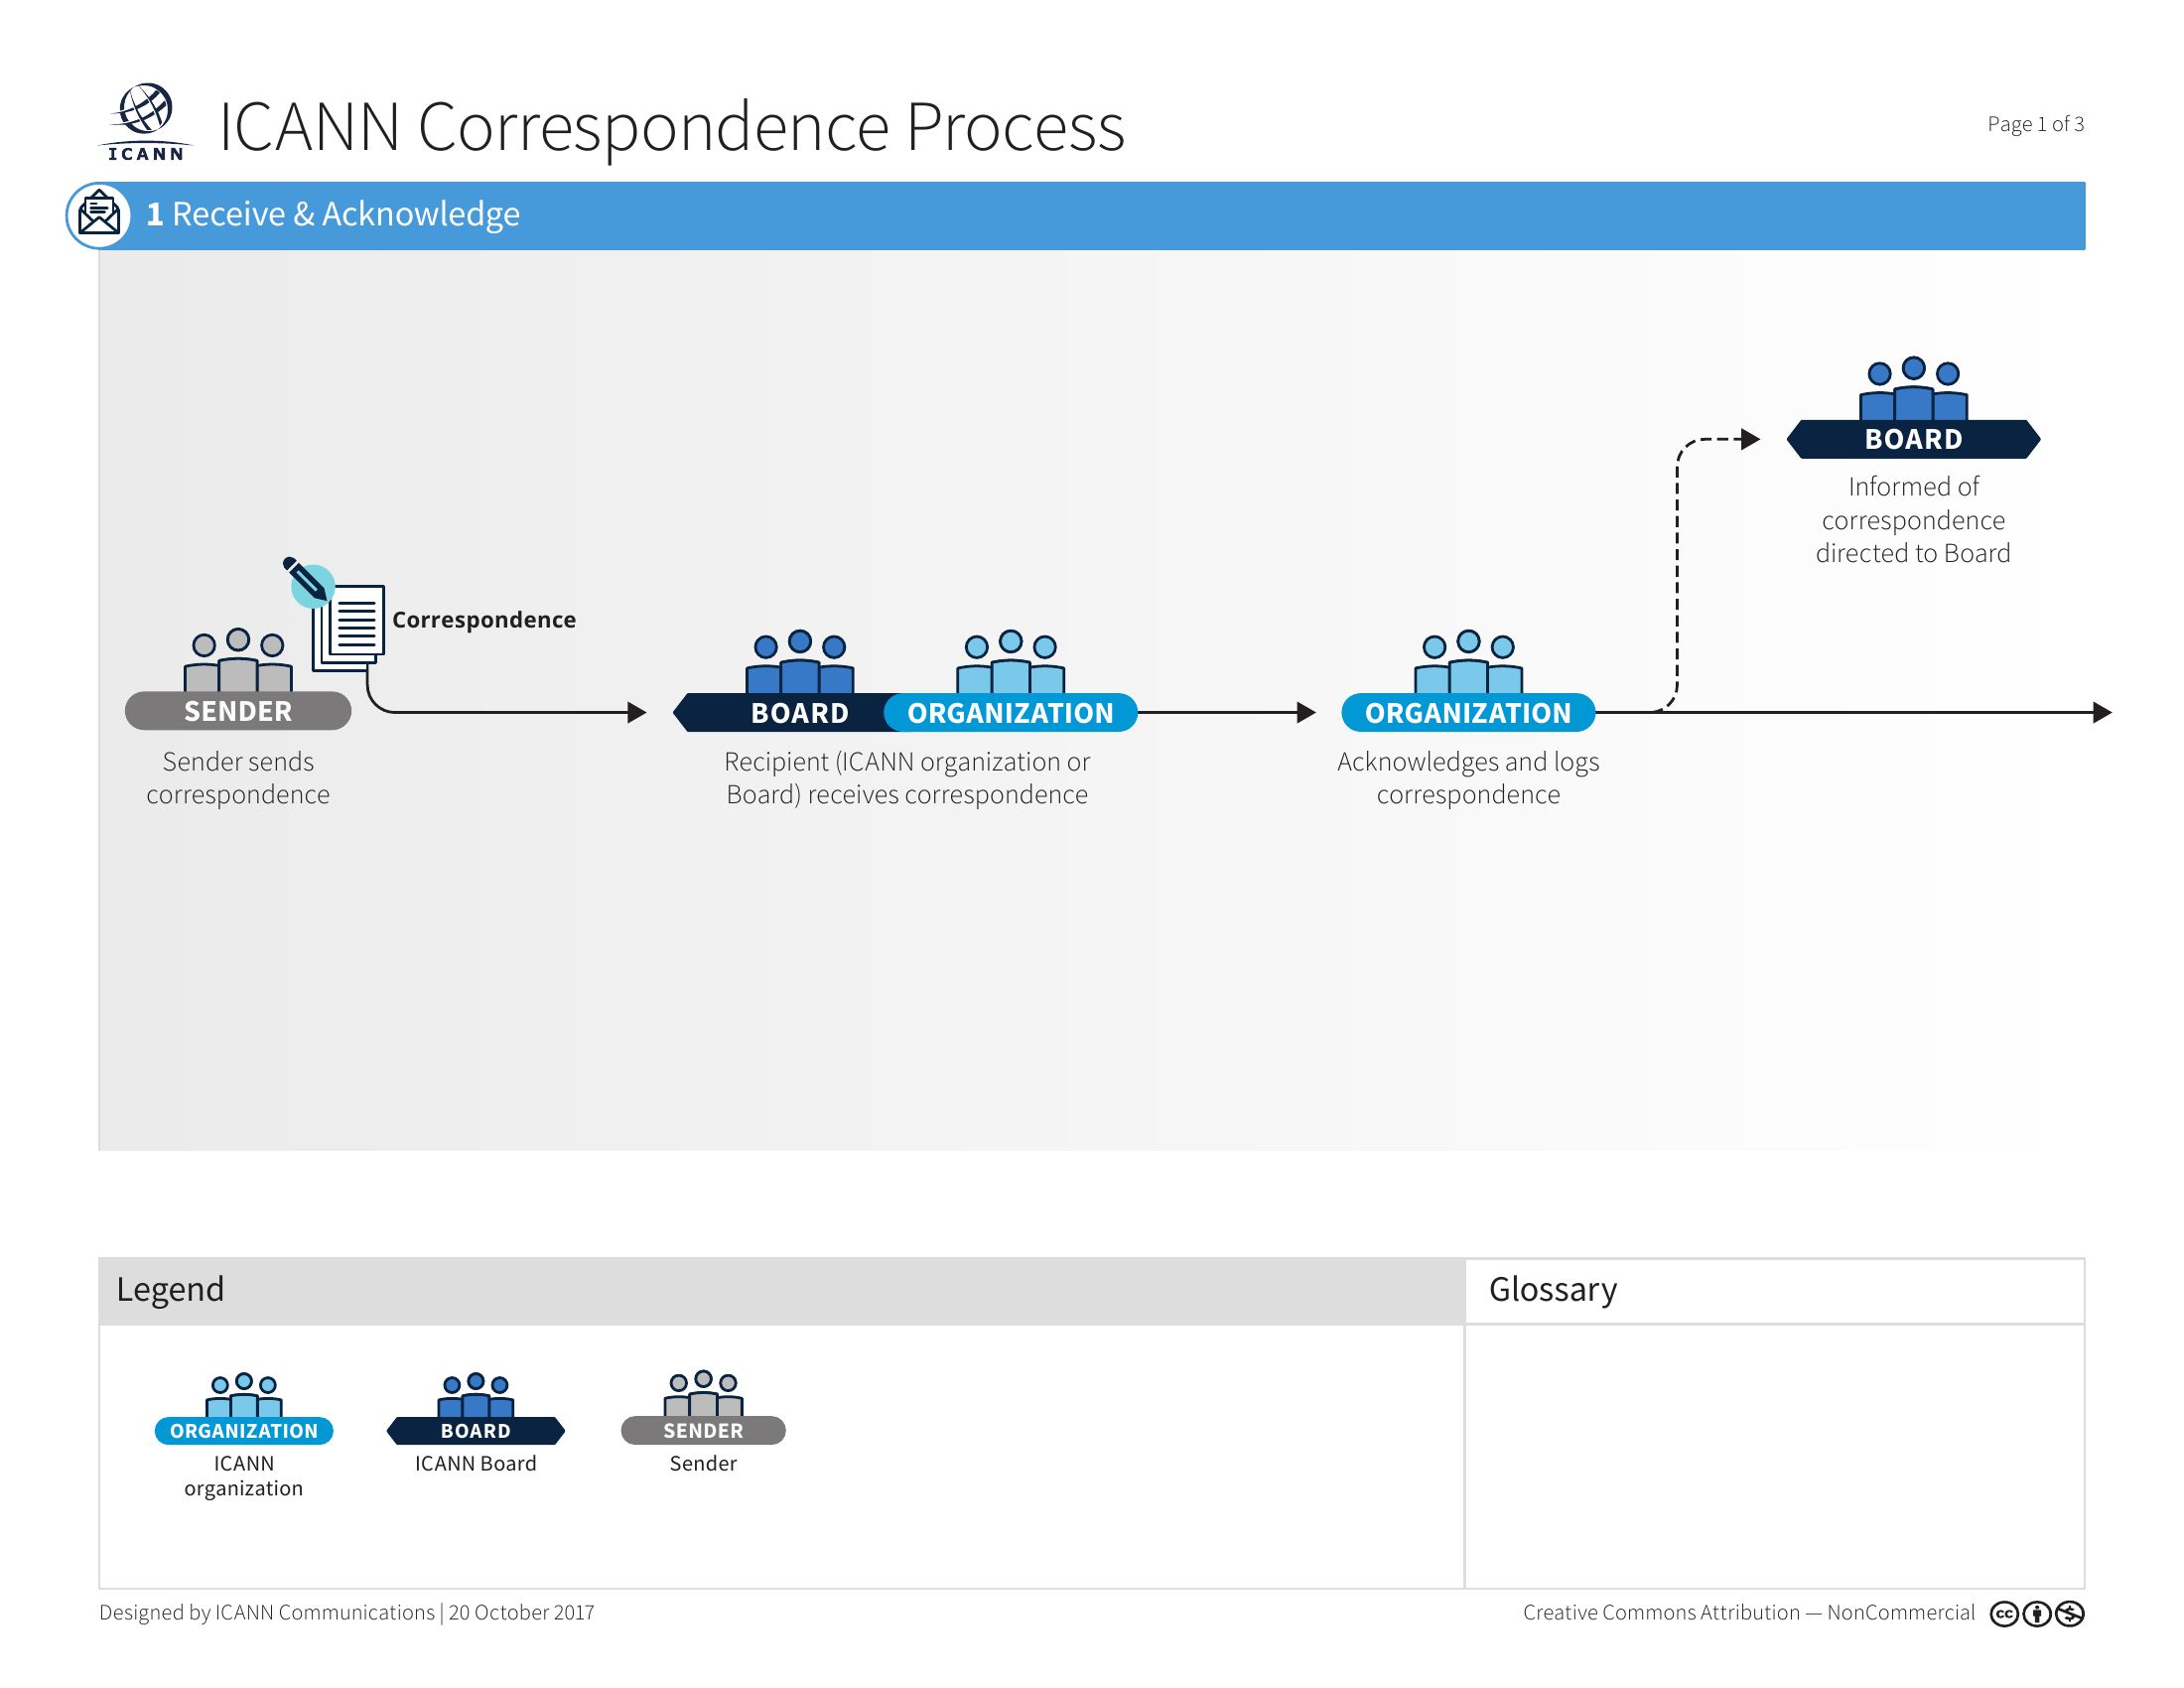 ICANN
ICANN Correspondence Process
Page 1 of 3
1 Receive & Acknowledge
BOARD
Informed of
correspondence
directed to Board
Correspondence
SENDER
Sender sends
correspondence
BOARD
ORGANIZATION
Recipient (ICANN organization or
Board) receives correspondence
ORGANIZATION
Acknowledges and logs
correspondence
Legend
Glossary
ORGANIZATION
ICANN
organization
BOARD
ICANN Board
SENDER
Sender
Designed by ICANN Communications | 20 October 2017
Creative Commons Attribution — NonCommercial
cc